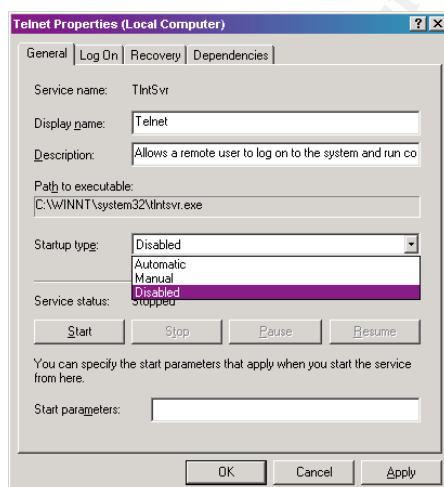 Telnet Properties (Local Computer)
General Log On Recovery Dependencies
Service name: TlntSvr
Display name: Telnet
Description: Allows a remote user to log on to the system and run co
Path to executable:
C:\WINNT\system32\tlntsvr.exe
Startup type: Disabled
Automatic
Manual
Disabled
Service status: Stopped
Start Stop Pause Resume
You can specify the start parameters that apply when you start the service
from here.
Start parameters:
OK Cancel Apply